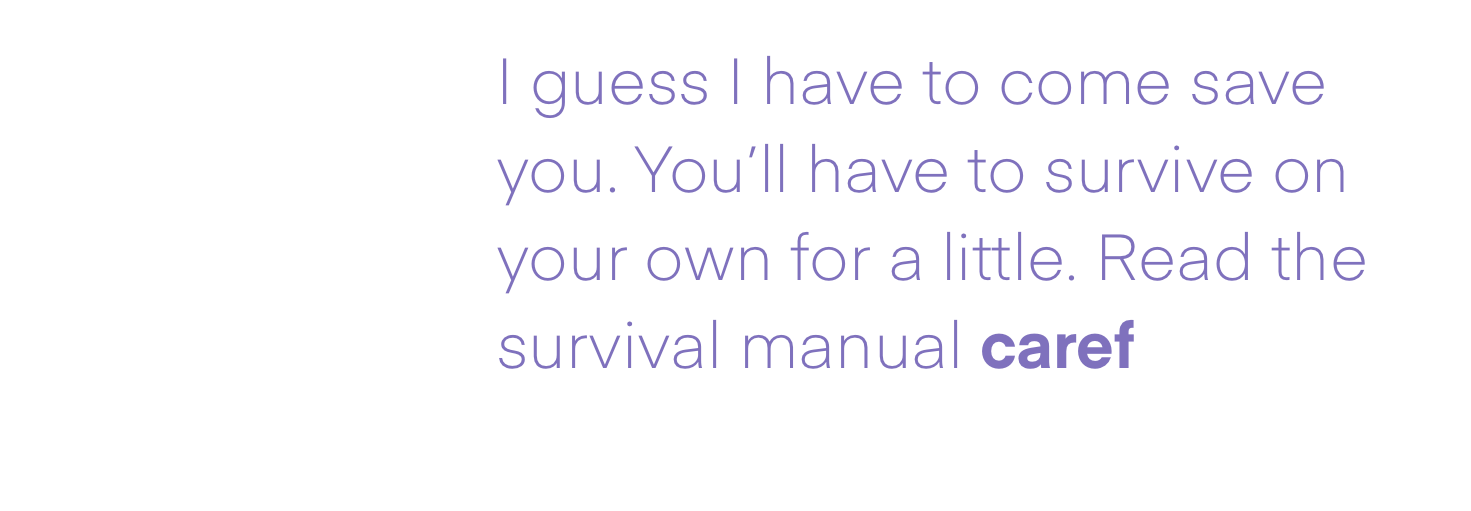 I guess I have to come save
you. You’ll have to survive on
your own for a little. Read the
survival manual caref